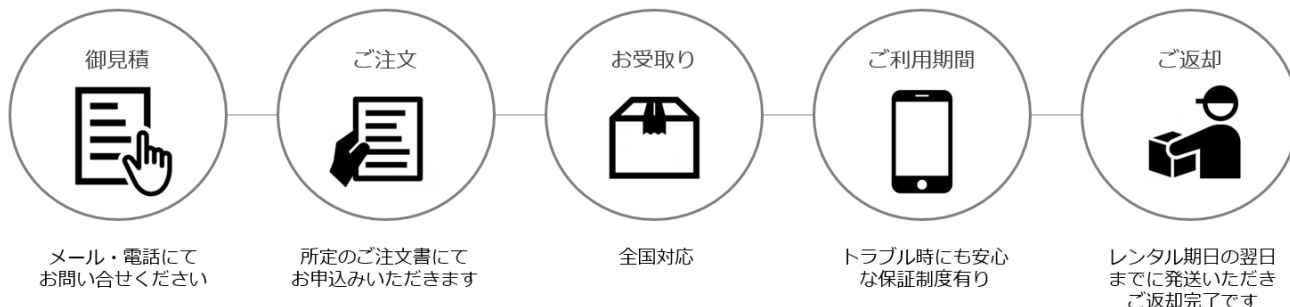 御見積
ご注文
お受取り
ご利用期間
ご返却
メール・電話にて
お問い合せください
所定のご注文書にて
お申込みいただきます
全国対応
トラブル時にも安心
な保証制度有り
レンタル期日の翌日
までに発送いただき
ご返却完了です